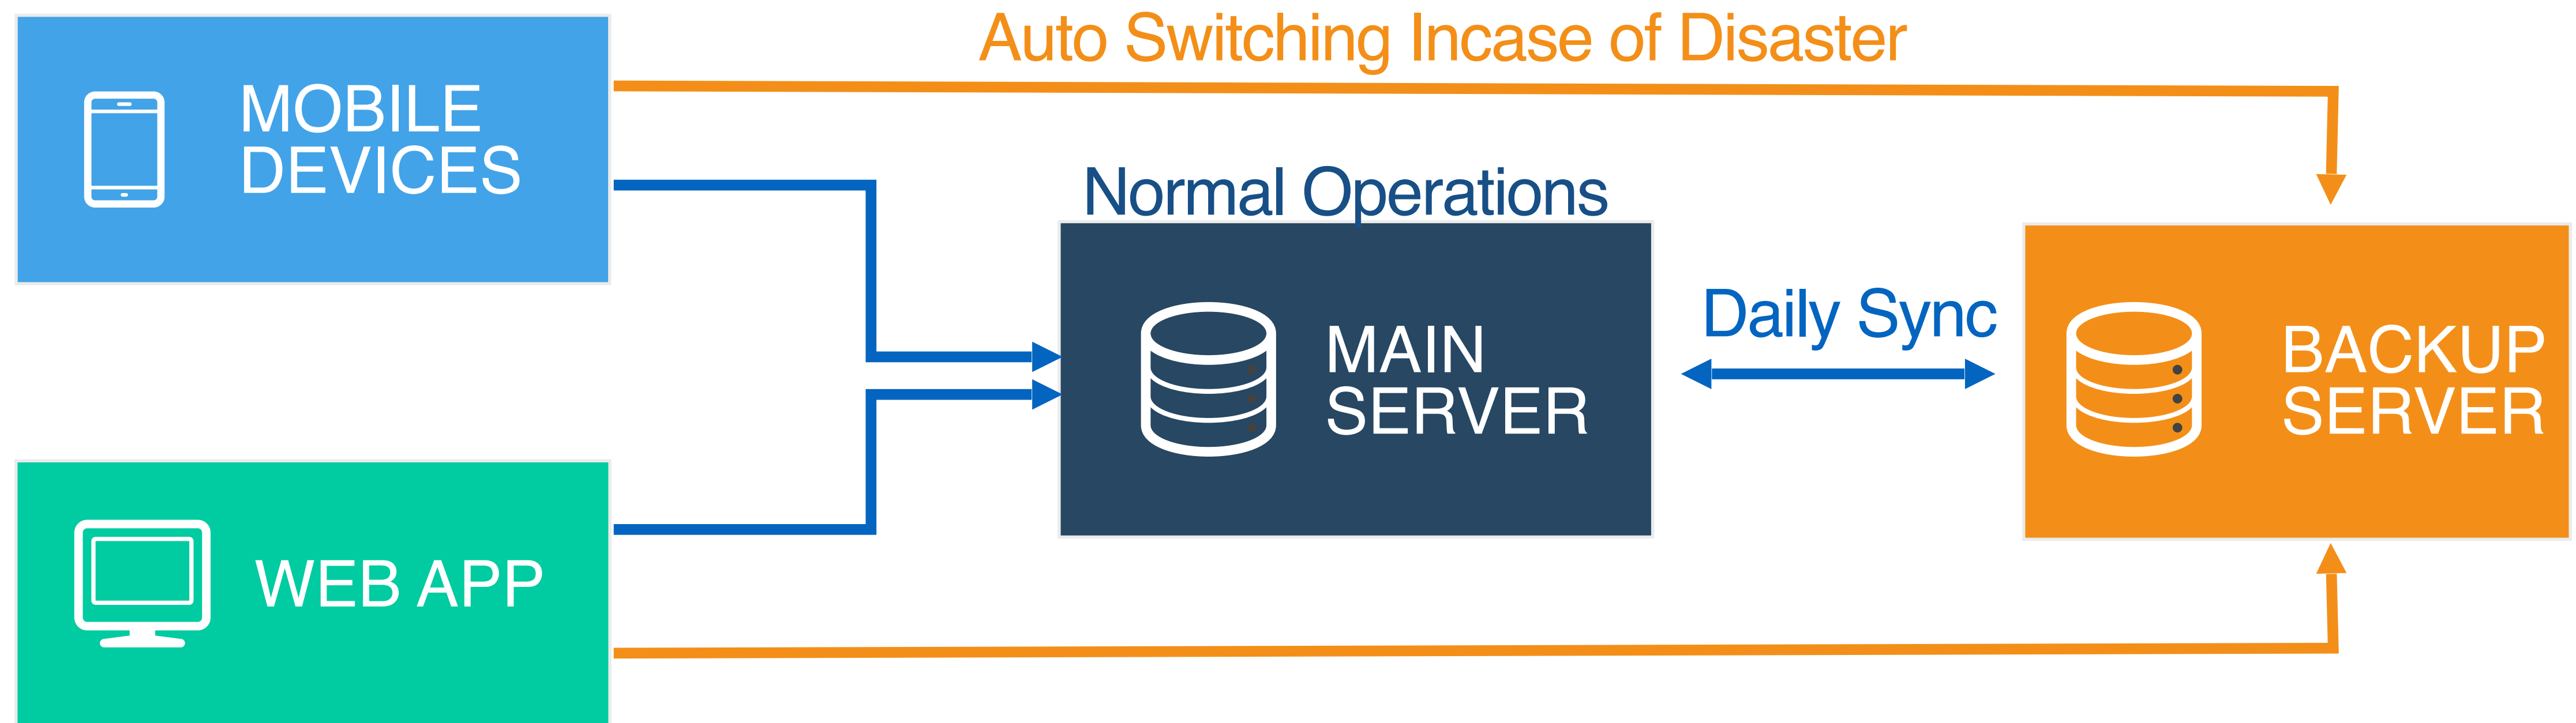 Auto Switching Incase of Disaster
MOBILE
DEVICES
Normal Operations
Daily Sync
MAIN
SERVER
BACKUP
SERVER
WEB APP